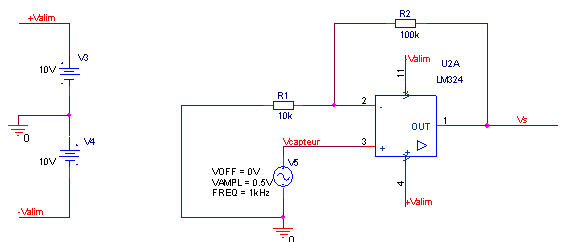 +Valim
V3
10V
0
V4
10V
-Valim
R2
100k
R1
10k
Valim
11
U2A
LM324
2
-
3
+
OUT
1
Vs
+
4
+Valim
Vcapteur
V5
VOFF = 0V
VAMPL = 0.5V
FREQ = 1kHz
0